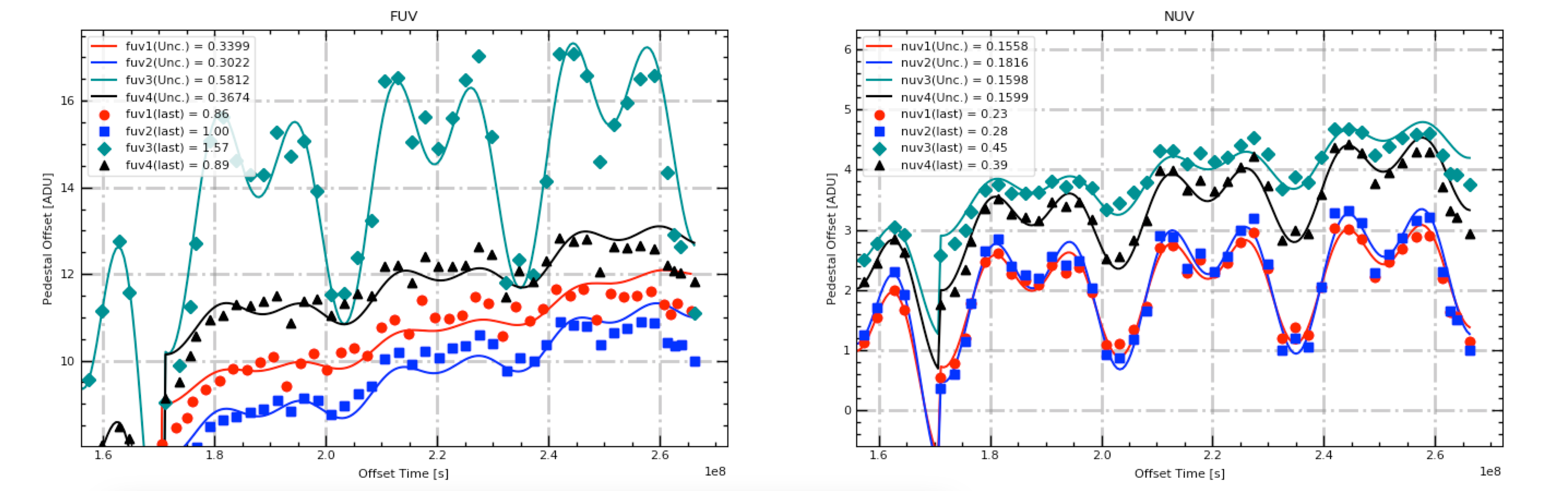 FUV
fuv1(Unc.) = 0.3399
fuv2(Unc.) = 0.3022
fuv3(Unc.) = 0.5812
fuv4(Unc.) = 0.3674
fuv1(last) = 0.86
fuv2(last) = 1.00
fuv3(last) = 1.57
fuv4(last) = 0.89
Pedestal Offset [ADU]
16
14
12
10
1.6
1.8
2.0
2.2
2.4
2.6
Offset Time [s]
1e8
NUV
nuv1(Unc.) = 0.1558
nuv2(Unc.) = 0.1816
nuv3(Unc.) = 0.1598
nuv4(Unc.) = 0.1599
nuv1(last) = 0.23
nuv2(last) = 0.28
nuv3(last) = 0.45
nuv4(last) = 0.39
Pedestal Offset [ADU]
6
5
4
3
2
1
0
1.6
1.8
2.0
2.2
2.4
2.6
Offset Time [s]
1e8